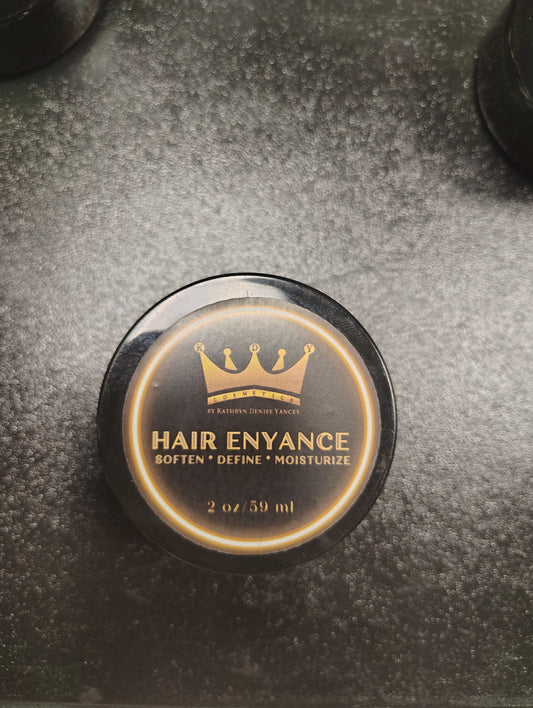 K D Y
COSMETICS
BY KATHRYN DENISE YANCEY
HAIR ENYANCE
SOFTEN * DEFINE * MOISTURIZE
2 oz/59 ml